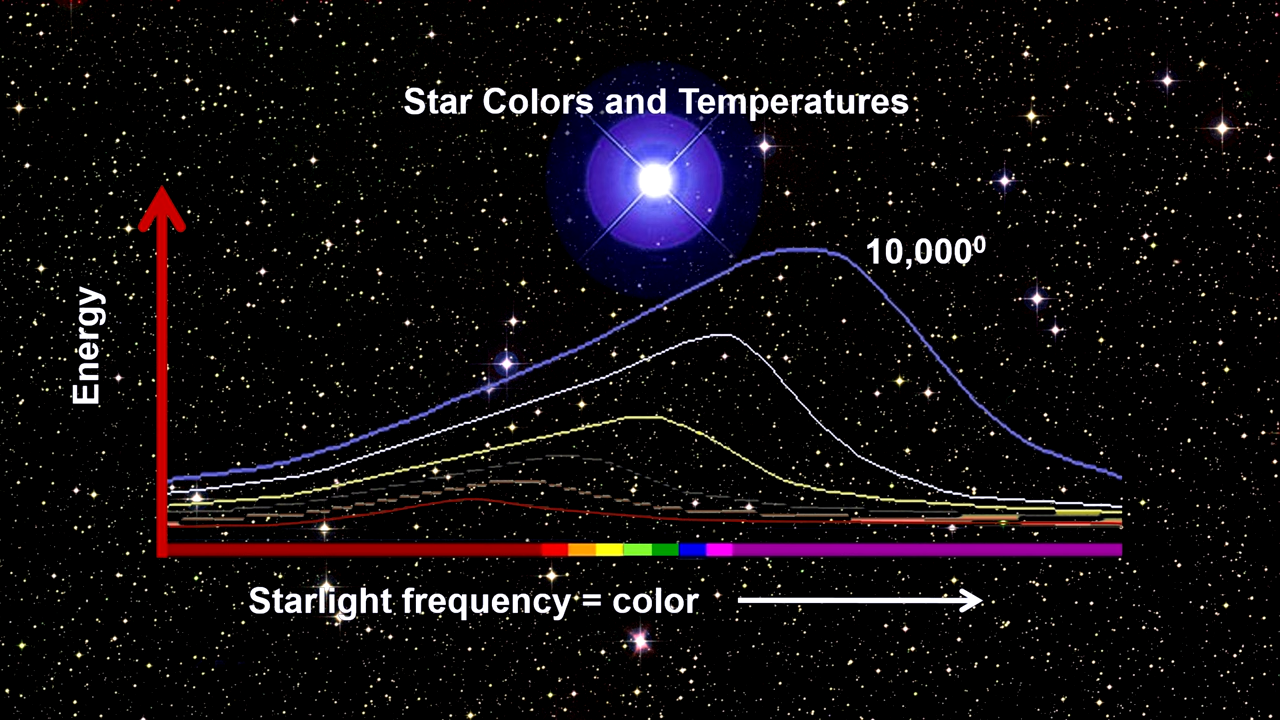 Star Colors and Temperatures
10,000⁰
Energy
Starlight frequency = color